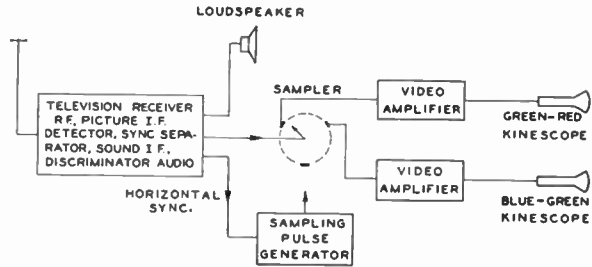 LOUDSPEAKER
TELEVISION RECEIVER
R F, PICTURE I.F.
DETECTOR, SYNC SEPA-
RATOR, SOUND I F,
DISCRIMINATOR AUDIO
SAMPLER
VIDEO
AMPLIFIER
GREEN-RED
KINESCOPE
VIDEO
AMPLIFIER
BLUE-GREEN
KINESCOPE
HORIZONTAL
SYNC.
SAMPLING
PULSE
GENERATOR